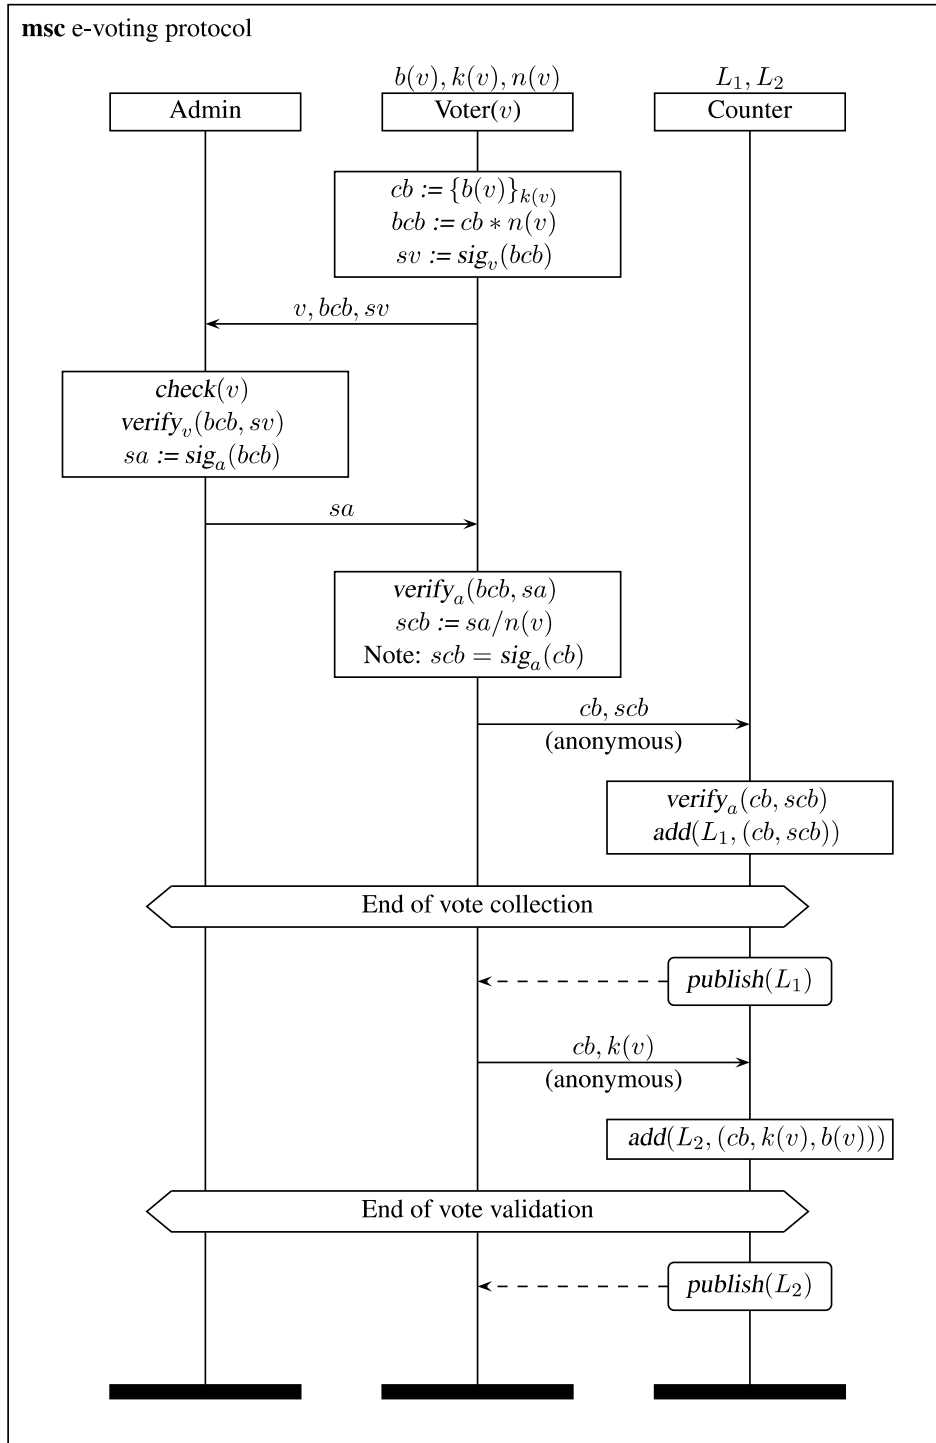 msc e-voting protocol
b(v), k(v), n(v)
L₁, L₂
Admin
Voter(v)
Counter
cb := {b(v)}ₖ₍ᵥ₎
bcb := cb ∗ n(v)
sv := sigᵥ(bcb)
v, bcb, sv
check(v)
verifyᵥ(bcb, sv)
sa := sigₐ(bcb)
sa
verifyₐ(bcb, sa)
scb := sa/n(v)
Note: scb = sigₐ(cb)
cb, scb
(anonymous)
verifyₐ(cb, scb)
add(L₁, (cb, scb))
End of vote collection
publish(L₁)
cb, k(v)
(anonymous)
add(L₂, (cb, k(v), b(v)))
End of vote validation
publish(L₂)